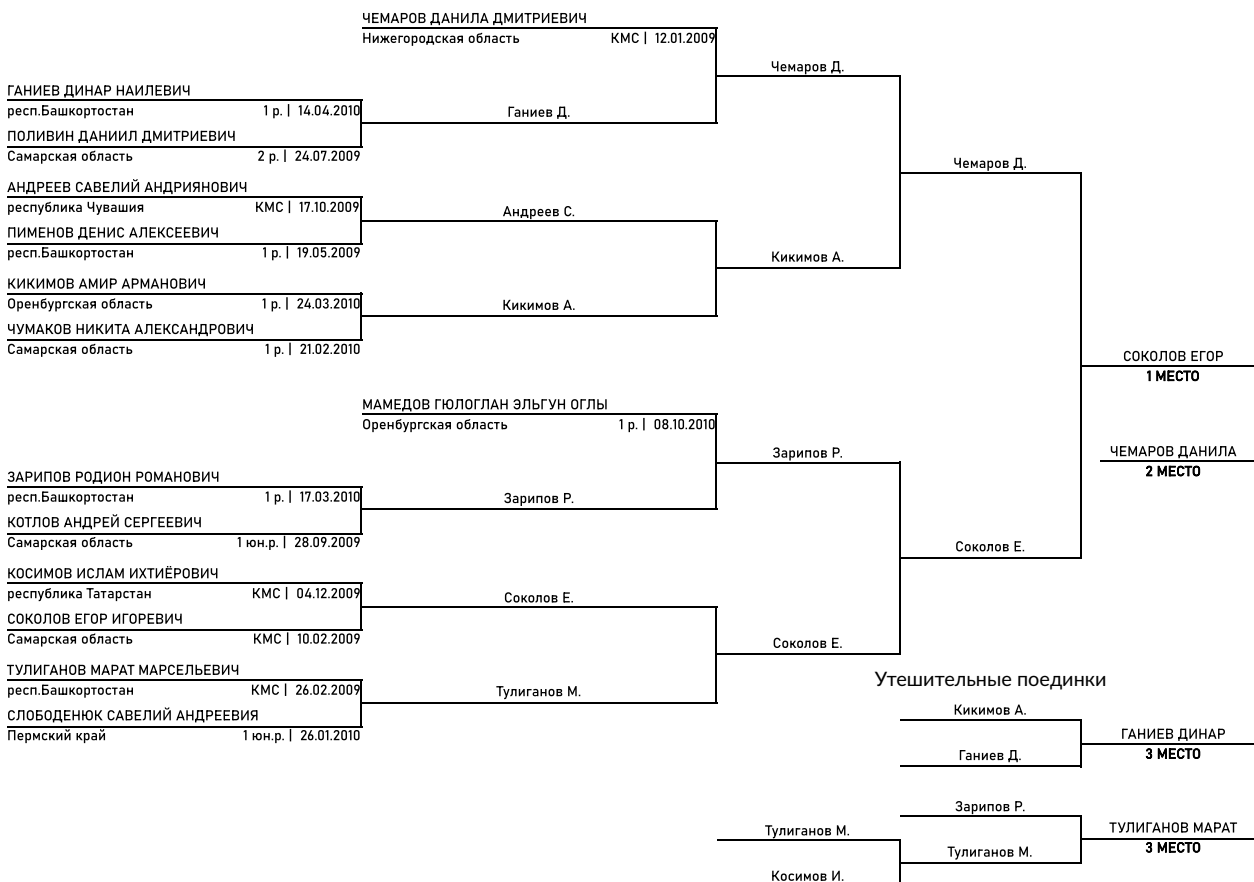 ЧЕМАРОВ ДАНИЛА ДМИТРИЕВИЧ
Нижегородская область КМС | 12.01.2009
Чемаров Д.
ГАНИЕВ ДИНАР НАИЛЕВИЧ
респ.Башкортостан 1 р. | 14.04.2010
Ганиев Д.
ПОЛИВИН ДАНИИЛ ДМИТРИЕВИЧ
Самарская область 2 р. | 24.07.2009
Чемаров Д.
АНДРЕЕВ САВЕЛИЙ АНДРИЯНОВИЧ
республика Чувашия КМС | 17.10.2009
Андреев С.
ПИМЕНОВ ДЕНИС АЛЕКСЕЕВИЧ
респ.Башкортостан 1 р. | 19.05.2009
Кикимов А.
КИКИМОВ АМИР АРМАНОВИЧ
Оренбургская область 1 р. | 24.03.2010
Кикимов А.
ЧУМАКОВ НИКИТА АЛЕКСАНДРОВИЧ
Самарская область 1 р. | 21.02.2010
СОКОЛОВ ЕГОР
1 МЕСТО
МАМЕДОВ ГЮЛОГЛАН ЭЛЬГУН ОГЛЫ
Оренбургская область 1 р. | 08.10.2010
Зарипов Р.
ЧЕМАРОВ ДАНИЛА
2 МЕСТО
ЗАРИПОВ РОДИОН РОМАНОВИЧ
респ.Башкортостан 1 р. | 17.03.2010
Зарипов Р.
КОТЛОВ АНДРЕЙ СЕРГЕЕВИЧ
Самарская область 1 юн.р. | 28.09.2009
Соколов Е.
КОСИМОВ ИСЛАМ ИХТИЁРОВИЧ
республика Татарстан КМС | 04.12.2009
Соколов Е.
СОКОЛОВ ЕГОР ИГОРЕВИЧ
Самарская область КМС | 10.02.2009
Соколов Е.
ТУЛИГАНОВ МАРАТ МАРСЕЛЬЕВИЧ
респ.Башкортостан КМС | 26.02.2009
Тулиганов М.
СЛОБОДЕНЮК САВЕЛИЙ АНДРЕЕВИЯ
Пермский край 1 юн.р. | 26.01.2010
Утешительные поединки
Кикимов А.
ГАНИЕВ ДИНАР
3 МЕСТО
Ганиев Д.
Зарипов Р.
Тулиганов М.
ТУЛИГАНОВ МАРАТ
3 МЕСТО
Тулиганов М.
Косимов И.